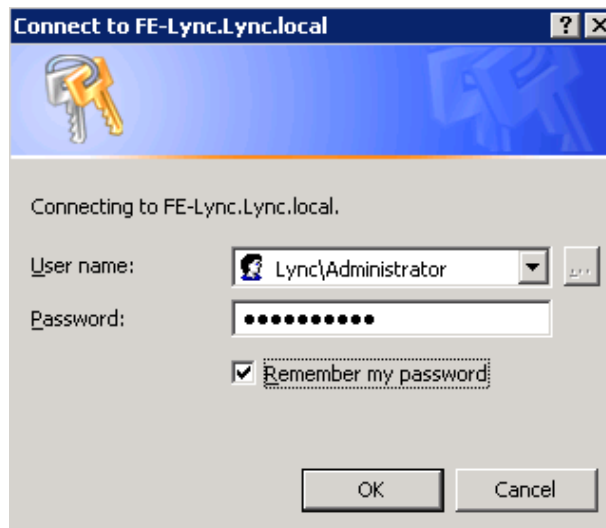 Connect to FE-Lync.Lync.local
Connecting to FE-Lync.Lync.local.
User name: Lync\Administrator ...
Password: ●●●●●●●●●●
Remember my password
OK Cancel